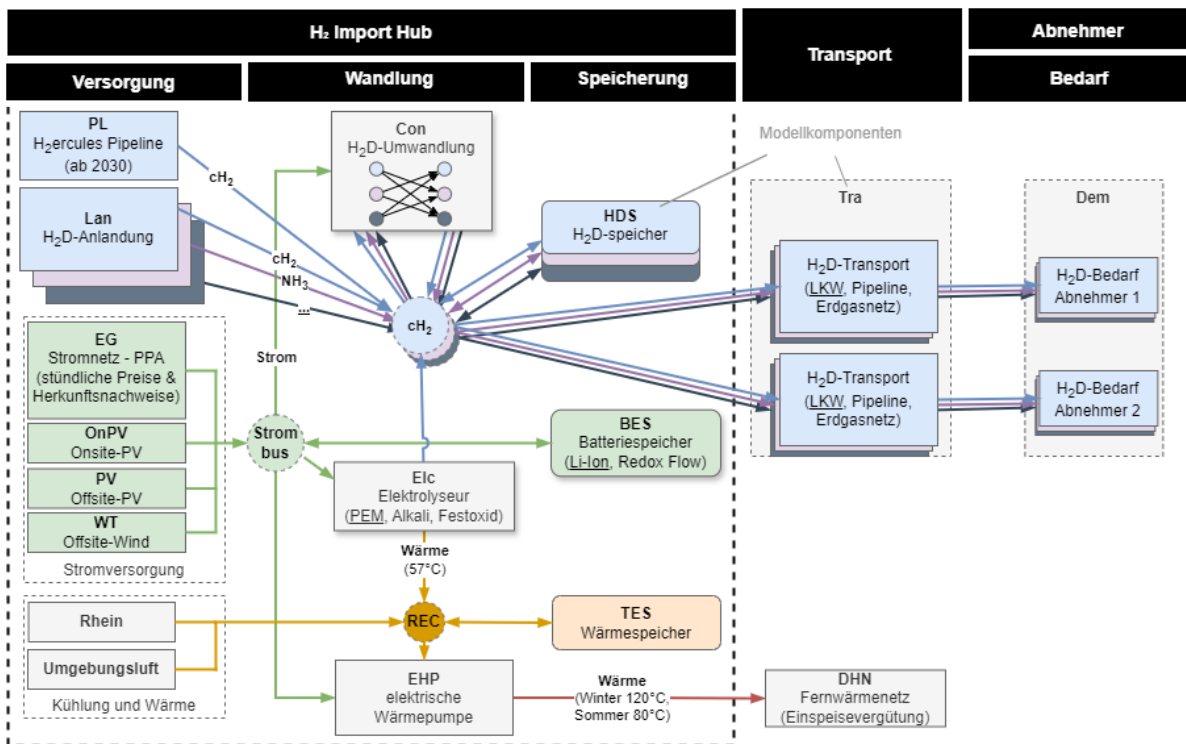 H₂ Import Hub
Transport
Abnehmer
Versorgung
Wandlung
Speicherung
Bedarf
PL
H₂ercules Pipeline
(ab 2030)
cH₂
Lan
H₂D-Anlandung
cH₂
NH₃
...
Con
H₂D-Umwandlung
HDS
H₂D-speicher
Modellkomponenten
Tra
Dem
cH₂
H₂D-Transport
(LKW, Pipeline,
Erdgasnetz)
H₂D-Bedarf
Abnehmer 1
H₂D-Transport
(LKW, Pipeline,
Erdgasnetz)
H₂D-Bedarf
Abnehmer 2
EG
Stromnetz - PPA
(stündliche Preise &
Herkunftsnachweise)
OnPV
Onsite-PV
PV
Offsite-PV
WT
Offsite-Wind
Stromversorgung
Strom
Strom
bus
BES
Batteriespeicher
(Li-Ion, Redox Flow)
Elc
Elektrolyseur
(PEM, Alkali, Festoxid)
Wärme
(57°C)
Rhein
Umgebungsluft
Kühlung und Wärme
REC
TES
Wärmespeicher
EHP
elektrische
Wärmepumpe
Wärme
(Winter 120°C,
Sommer 80°C)
DHN
Fernwärmenetz
(Einspeisevergütung)